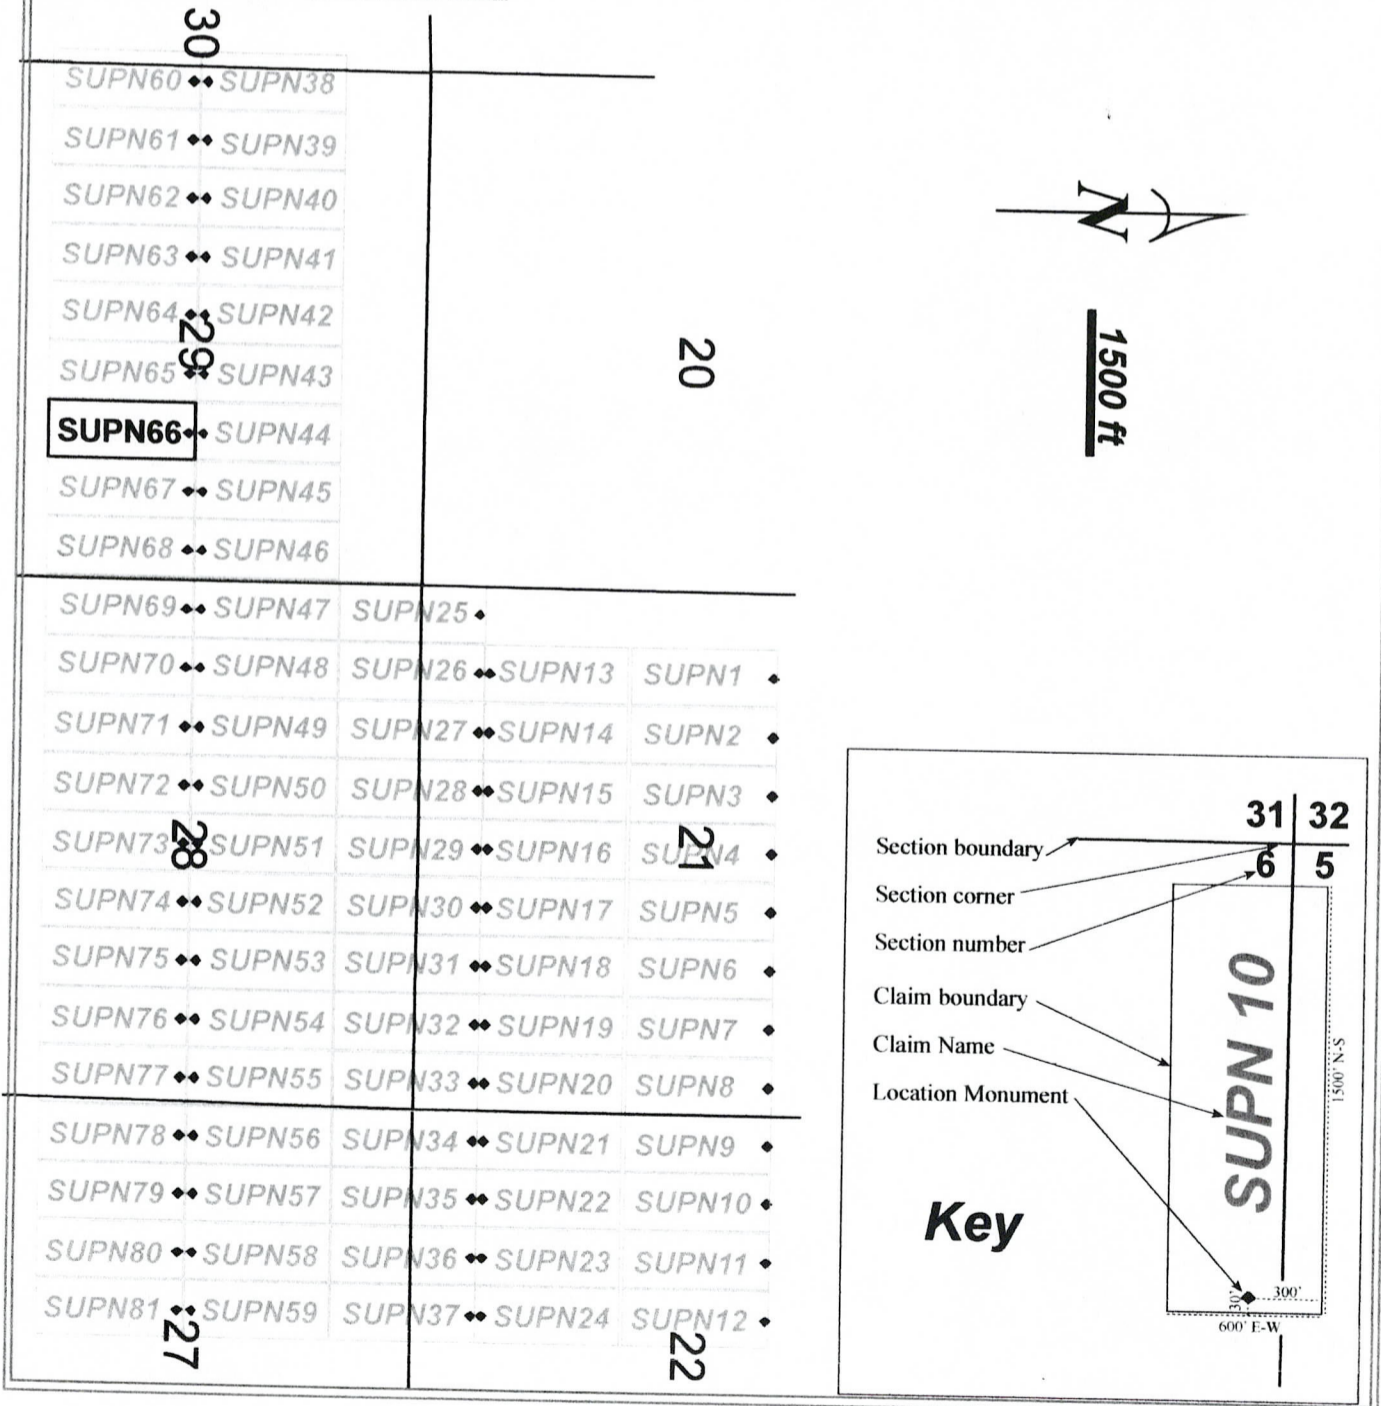 30
SUPN60 SUPN38
SUPN61 SUPN39
SUPN62 SUPN40
SUPN63 SUPN41
SUPN64 SUPN42
29
SUPN65 SUPN43
SUPN66 SUPN44
SUPN67 SUPN45
SUPN68 SUPN46
20
N
1500 ft
SUPN69 SUPN47 SUPN25
SUPN70 SUPN48 SUPN26 SUPN13 SUPN1
SUPN71 SUPN49 SUPN27 SUPN14 SUPN2
SUPN72 SUPN50 SUPN28 SUPN15 SUPN3
SUPN73 SUPN51 SUPN29 SUPN16 SUPN4
28
21
SUPN74 SUPN52 SUPN30 SUPN17 SUPN5
SUPN75 SUPN53 SUPN31 SUPN18 SUPN6
SUPN76 SUPN54 SUPN32 SUPN19 SUPN7
SUPN77 SUPN55 SUPN33 SUPN20 SUPN8
SUPN78 SUPN56 SUPN34 SUPN21 SUPN9
SUPN79 SUPN57 SUPN35 SUPN22 SUPN10
SUPN80 SUPN58 SUPN36 SUPN23 SUPN11
SUPN81 SUPN59 SUPN37 SUPN24 SUPN12
27
22
31 32
6 5
Section boundary
Section corner
Section number
Claim boundary
Claim Name
Location Monument
Key
SUPN 10
1500' N-S
300'
30'
600' E-W